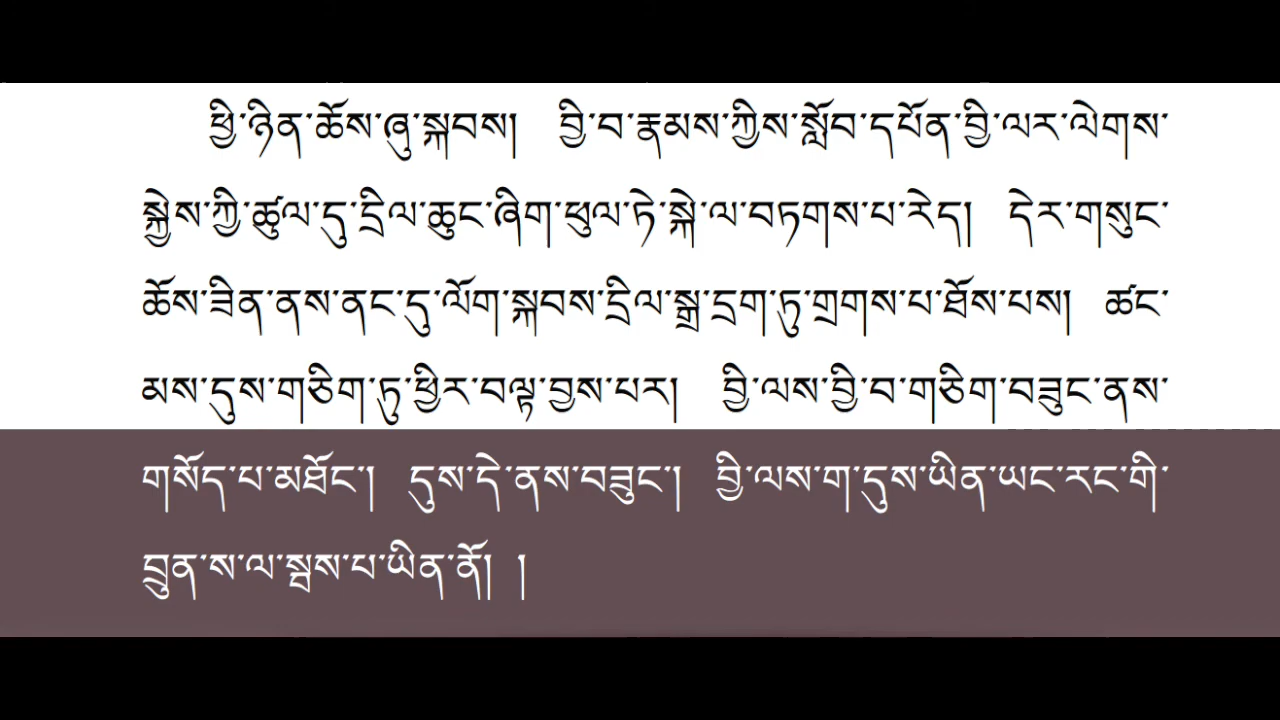 ཕྱི་ཉིན་ཆོས་ཞུ་སྐབས། བྱི་བ་རྣམས་ཀྱིས་སློབ་དཔོན་བྱི་ལར་ལེགས་
སྐྱེས་ཀྱི་ཚུལ་དུ་དྲིལ་ཆུང་ཞིག་ཕུལ་ཏེ་སྐེ་ལ་བཏགས་པ་རེད། དེར་གསུང་
ཆོས་ཟིན་ནས་ནང་དུ་ལོག་སྐབས་དྲིལ་སྒྲ་དྲག་ཏུ་གྲགས་པ་ཐོས་པས། ཚང་
མས་དུས་གཅིག་ཏུ་ཕྱིར་བལྟ་བྱས་པར། བྱི་ལས་བྱི་བ་གཅིག་བཟུང་ནས་
གསོད་པ་མཐོང་། དུས་དེ་ནས་བཟུང་། བྱི་ལས་ག་དུས་ཡིན་ཡང་རང་གི་
བྲུན་ས་ལ་སྦས་པ་ཡིན་ནོ། །